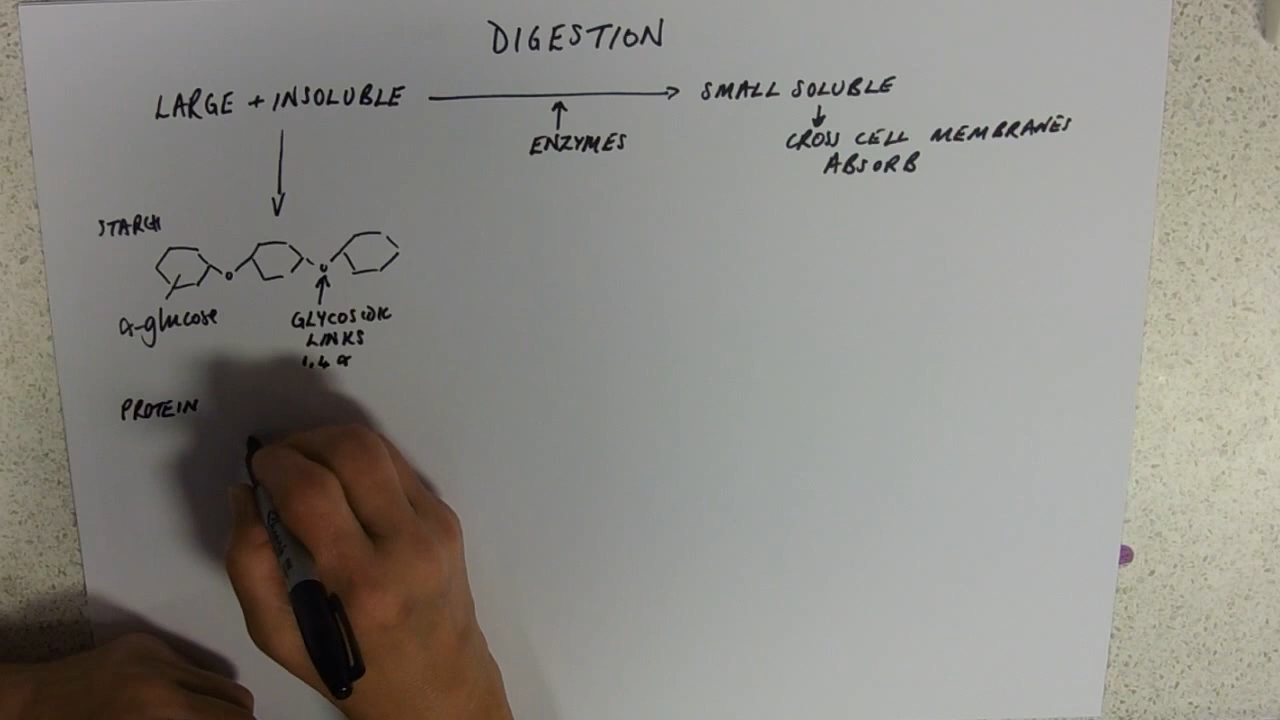 DIGESTION
LARGE + INSOLUBLE
SMALL SOLUBLE
ENZYMES
CROSS CELL MEMBRANES
ABSORB
STARCH
α-glucose
GLYCOSIDIC
LINKS
1,4 α
PROTEIN